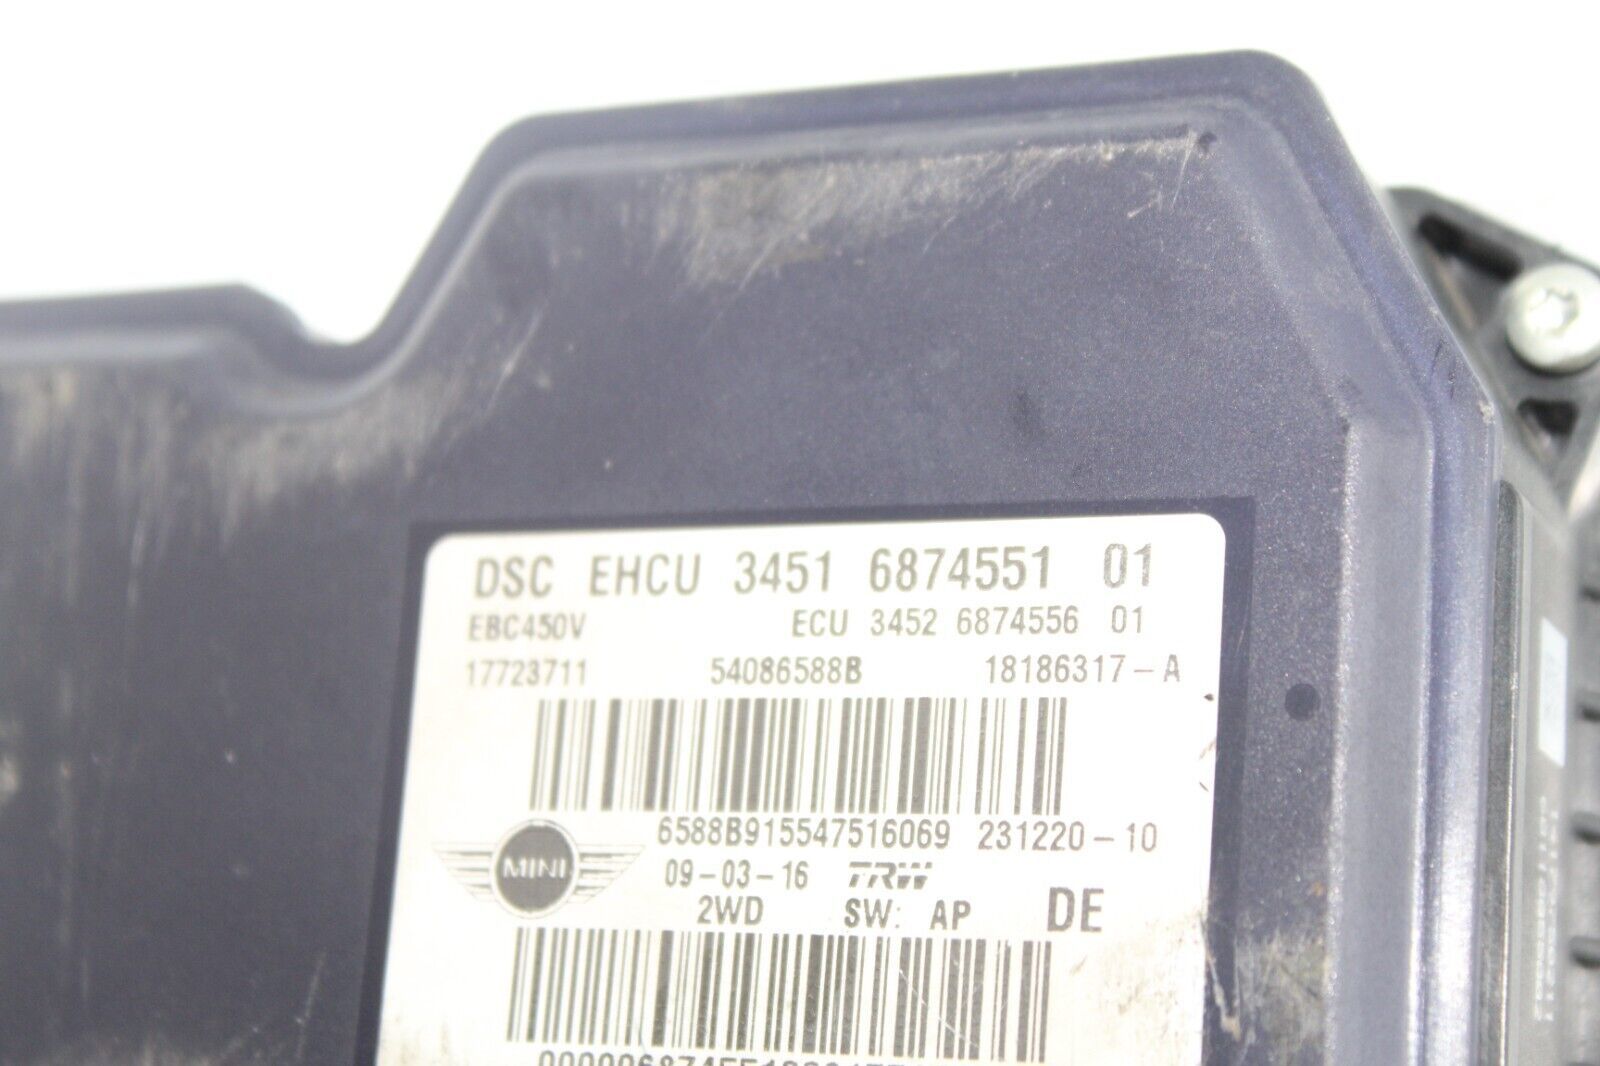 DSC EHCU 3451 6874551 01
EBC450V ECU 3452 6874556 01
17723711 54086588B 18186317-A
6588B915547516069 231220-10
MINI 09-03-16 TRW
2WD SW: AP DE